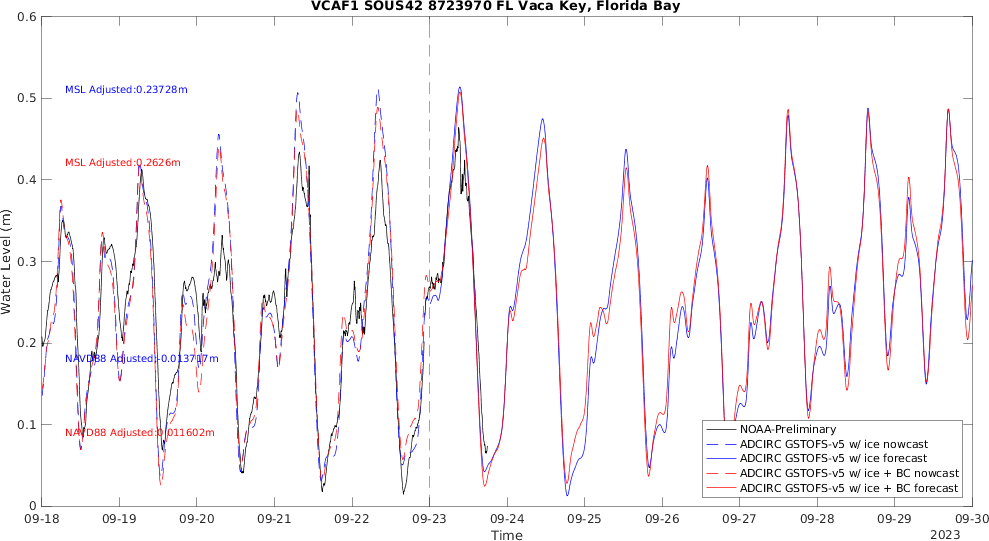 VCAF1 SOUS42 8723970 FL Vaca Key, Florida Bay
0.6
0.5
0.4
0.3
0.2
0.1
0
Water Level (m)
MSL Adjusted:0.23728m
MSL Adjusted:0.2626m
NAVD88 Adjusted:-0.013717m
NAVD88 Adjusted:0.011602m
NOAA-Preliminary
ADCIRC GSTOFS-v5 w/ ice nowcast
ADCIRC GSTOFS-v5 w/ ice forecast
ADCIRC GSTOFS-v5 w/ ice + BC nowcast
ADCIRC GSTOFS-v5 w/ ice + BC forecast
09-18 09-19 09-20 09-21 09-22 09-23 09-24 09-25 09-26 09-27 09-28 09-29 09-30
Time
2023